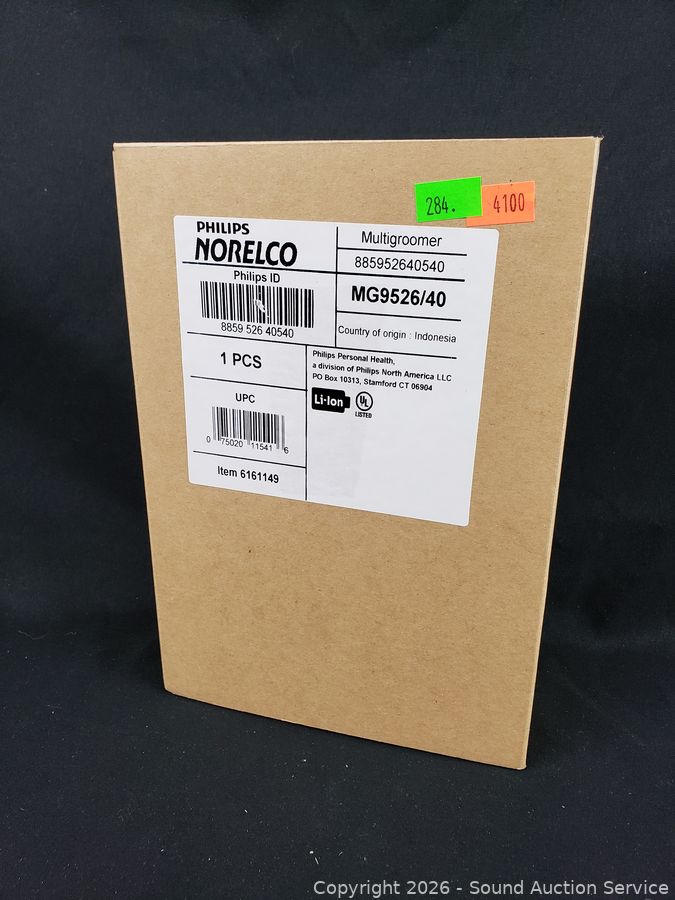 284.
4100
PHILIPS
NORELCO
Philips ID
8859 526 40540
Multigroomer
885952640540
MG9526/40
Country of origin : Indonesia
1 PCS
UPC
0 75020 11541 6
Item 6161149
Philips Personal Health,
a division of Philips North America LLC
PO Box 10313, Stamford CT 06904
Li-Ion
UL
LISTED
Copyright 2026 - Sound Auction Service